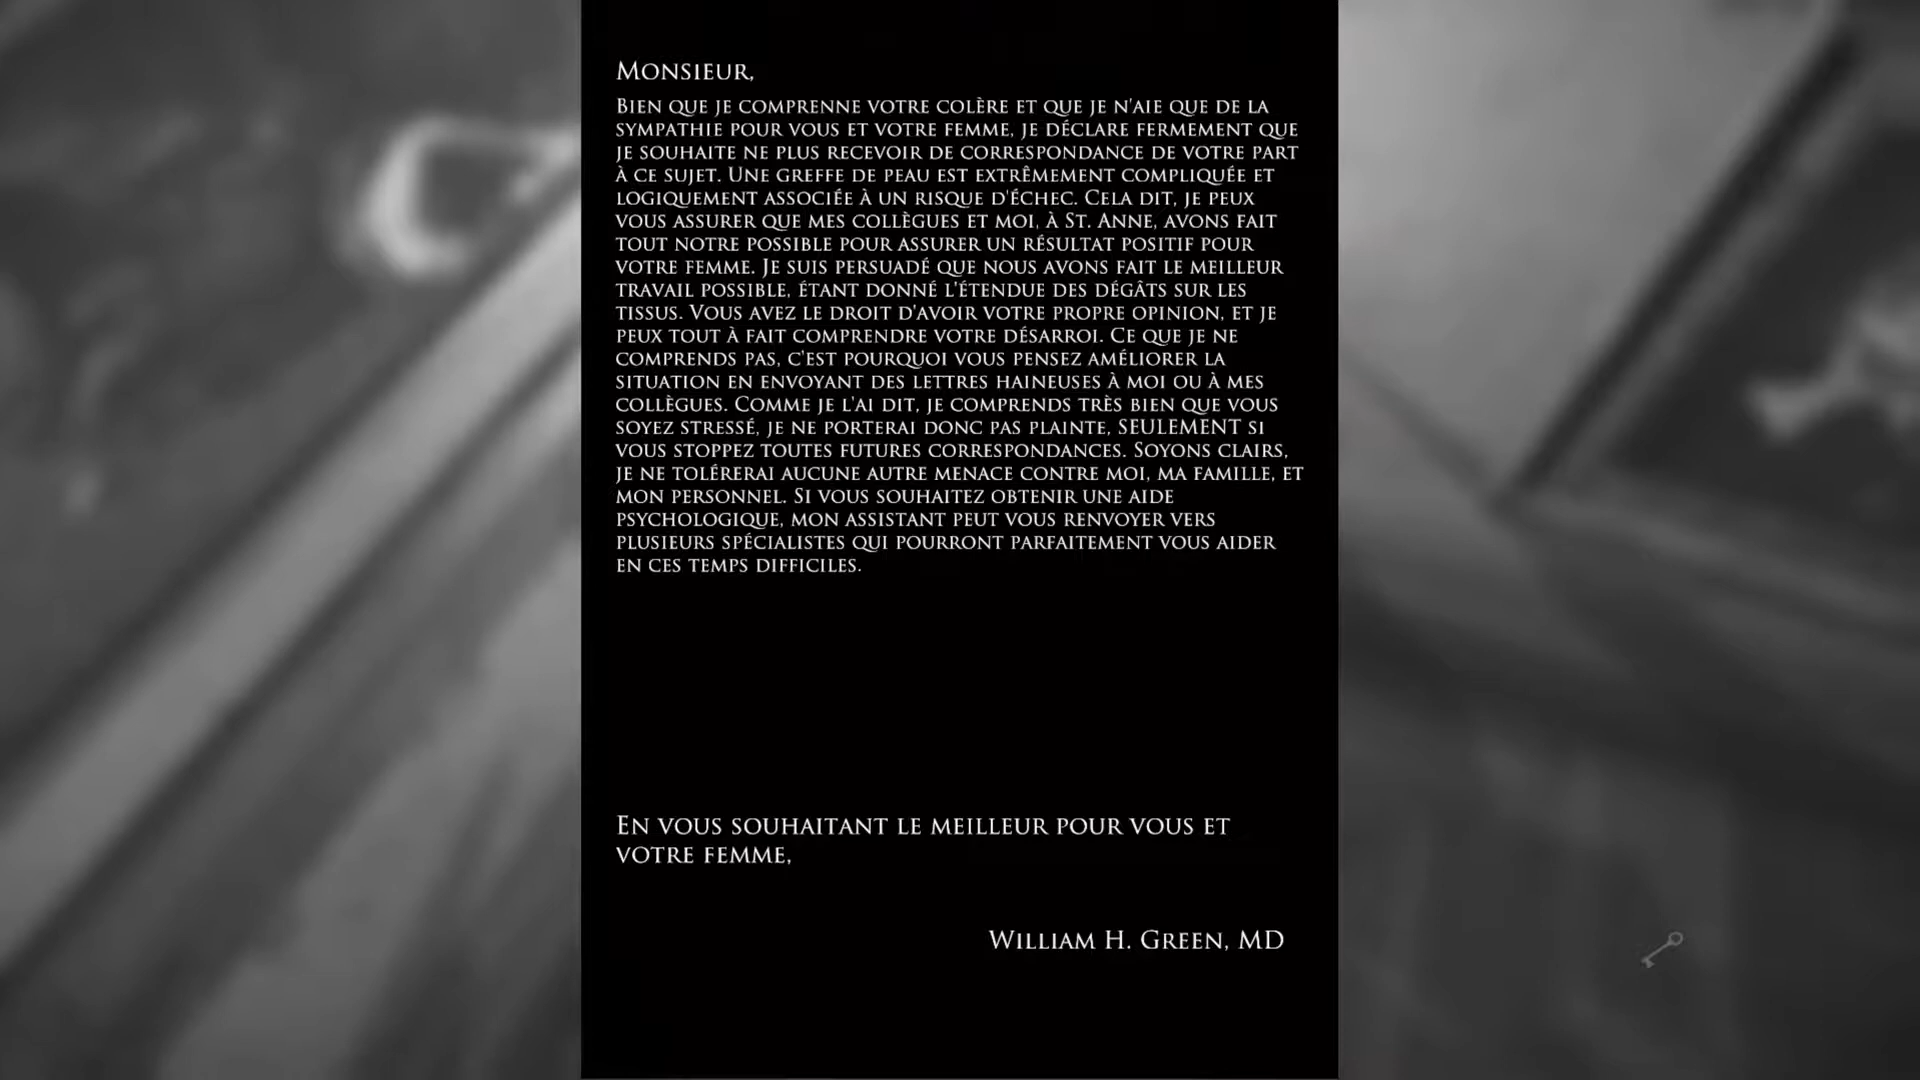 Monsieur,
Bien que je comprenne votre colère et que je n'aie que de la
sympathie pour vous et votre femme, je déclare fermement que
je souhaite ne plus recevoir de correspondance de votre part
à ce sujet. Une greffe de peau est extrêmement compliquée et
logiquement associée à un risque d'échec. Cela dit, je peux
vous assurer que mes collègues et moi, à St. Anne, avons fait
tout notre possible pour assurer un résultat positif pour
votre femme. Je suis persuadé que nous avons fait le meilleur
travail possible, étant donné l'étendue des dégâts sur les
tissus. Vous avez le droit d'avoir votre propre opinion, et je
peux tout à fait comprendre votre désarroi. Ce que je ne
comprends pas, c'est pourquoi vous pensez améliorer la
situation en envoyant des lettres haineuses à moi ou à mes
collègues. Comme je l'ai dit, je comprends très bien que vous
soyez stressé, je ne porterai donc pas plainte, SEULEMENT si
vous stoppez toutes futures correspondances. Soyons clairs,
je ne tolérerai aucune autre menace contre moi, ma famille, et
mon personnel. Si vous souhaitez obtenir une aide
psychologique, mon assistant peut vous renvoyer vers
plusieurs spécialistes qui pourront parfaitement vous aider
en ces temps difficiles.
En vous souhaitant le meilleur pour vous et
votre femme,
William H. Green, MD